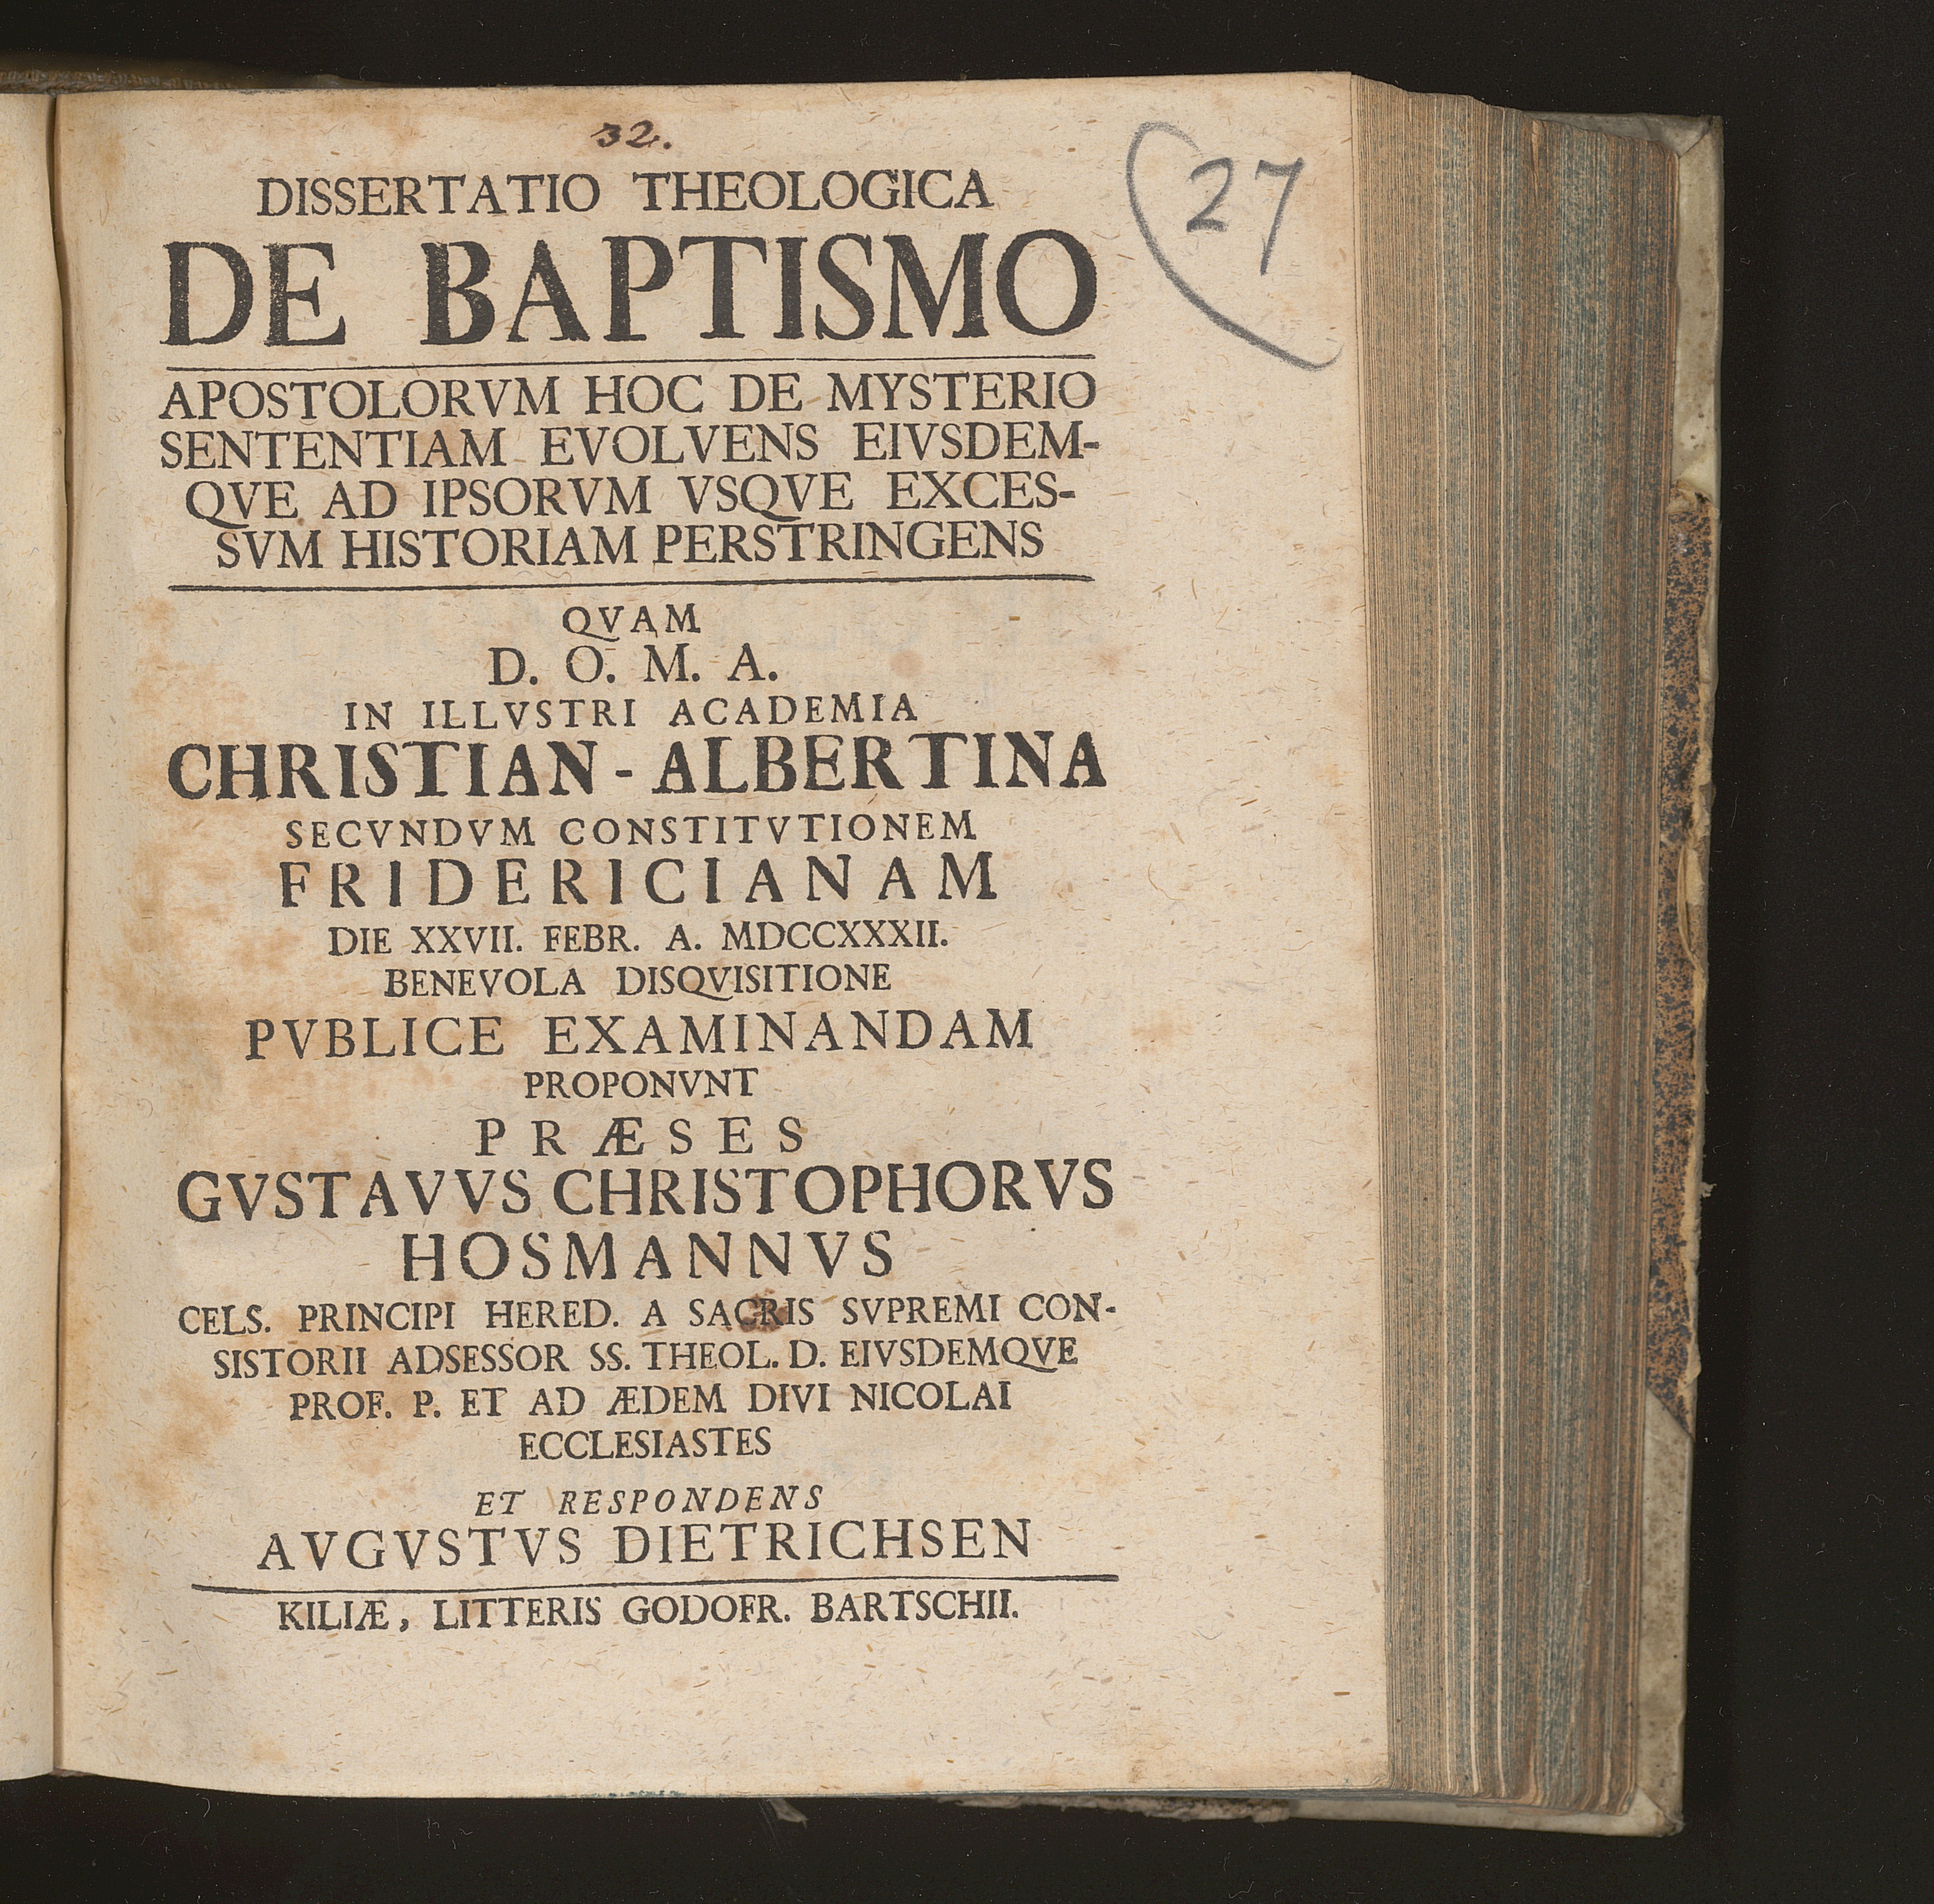 32.
27
DISSERTATIO THEOLOGICA
DE BAPTISMO
APOSTOLORVM HOC DE MYSTERIO
SENTENTIAM EVOLVENS EIVSDEM-
QVE AD IPSORVM VSQVE EXCES-
SVM HISTORIAM PERSTRINGENS
QVAM
D. O. M. A.
IN ILLVSTRI ACADEMIA
CHRISTIAN-ALBERTINA
SECVNDVM CONSTITVTIONEM
FRIDERICIANAM
DIE XXVII. FEBR. A. MDCCXXXII.
BENEVOLA DISQVISITIONE
PVBLICE EXAMINANDAM
PROPONVNT
PRÆSES
GVSTAVVS CHRISTOPHORVS
HOSMANNVS
CELS. PRINCIPI HERED. A SACRIS SVPREMI CON-
SISTORII ADSESSOR SS. THEOL. D. EIVSDEMQVE
PROF. P. ET AD ÆDEM DIVI NICOLAI
ECCLESIASTES
ET RESPONDENS
AVGVSTVS DIETRICHSEN
KILIÆ, LITTERIS GODOFR. BARTSCHII.